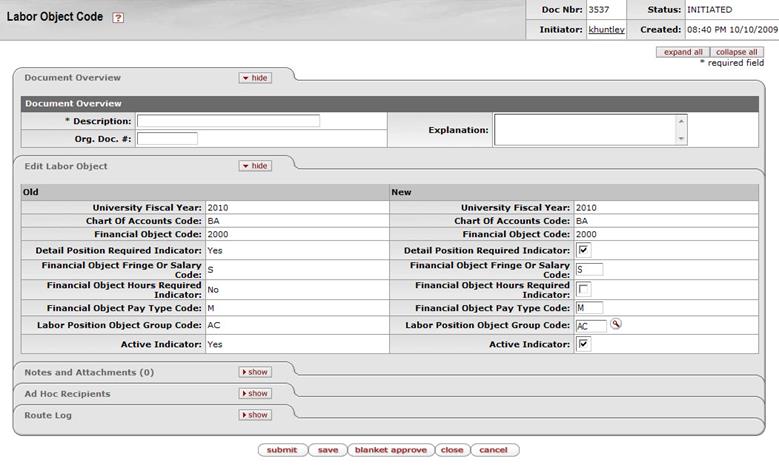 Labor Object Code ?
Doc Nbr: 3537 Status: INITIATED
Initiator: khuntley Created: 08:40 PM 10/10/2009
expand all collapse all
* required field
Document Overview hide
Document Overview
* Description: Explanation:
Org. Doc. #:
Edit Labor Object hide
Old New
University Fiscal Year: 2010 University Fiscal Year: 2010
Chart Of Accounts Code: BA Chart Of Accounts Code: BA
Financial Object Code: 2000 Financial Object Code: 2000
Detail Position Required Indicator: Yes Detail Position Required Indicator:
Financial Object Fringe Or Salary Code: S Financial Object Fringe Or Salary Code: S
Financial Object Hours Required Indicator: No Financial Object Hours Required Indicator:
Financial Object Pay Type Code: M Financial Object Pay Type Code: M
Labor Position Object Group Code: AC Labor Position Object Group Code: AC
Active Indicator: Yes Active Indicator:
Notes and Attachments (0) show
Ad Hoc Recipients show
Route Log show
submit save blanket approve close cancel